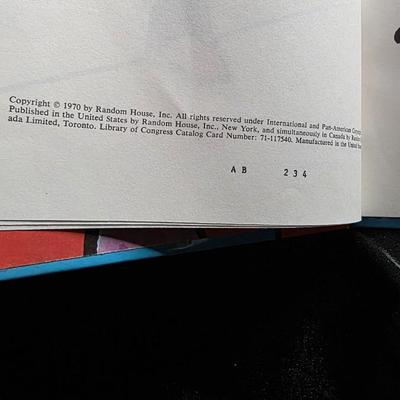 Copyright © 1970 by Random House, Inc. All rights reserved under International and Pan-American
Published in the United States by Random House, Inc., New York, and simultaneously in Canada by
ada Limited, Toronto. Library of Congress Catalog Card Number: 71-117540. Manufactured in the United
A B 2 3 4